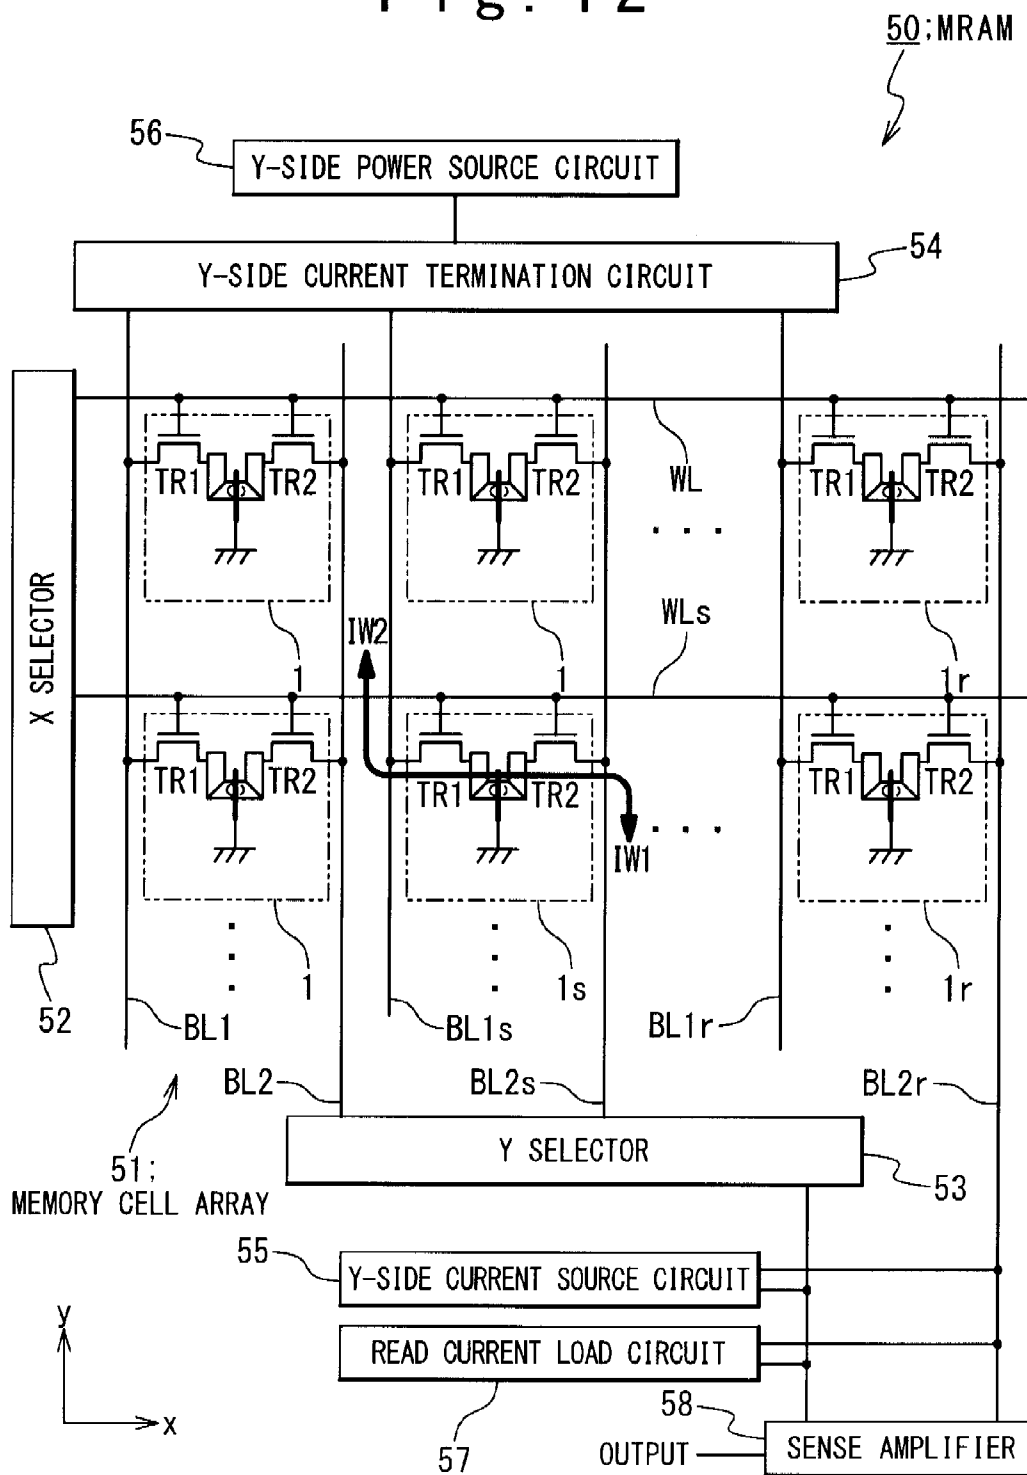 Fig. 12
50;MRAM
56
Y-SIDE POWER SOURCE CIRCUIT
54
Y-SIDE CURRENT TERMINATION CIRCUIT
X SELECTOR
52
TR1 TR2
TR1 TR2
WL
TR1 TR2
. . .
WLs
IW2
1
1
1r
TR1 TR2
TR1 TR2
TR1 TR2
IW1
. . .
1
1s
1r
BL1
BL1s
BL1r
BL2
BL2s
BL2r
Y SELECTOR
53
51;
MEMORY CELL ARRAY
55
Y-SIDE CURRENT SOURCE CIRCUIT
READ CURRENT LOAD CIRCUIT
57
y
x
58
OUTPUT
SENSE AMPLIFIER